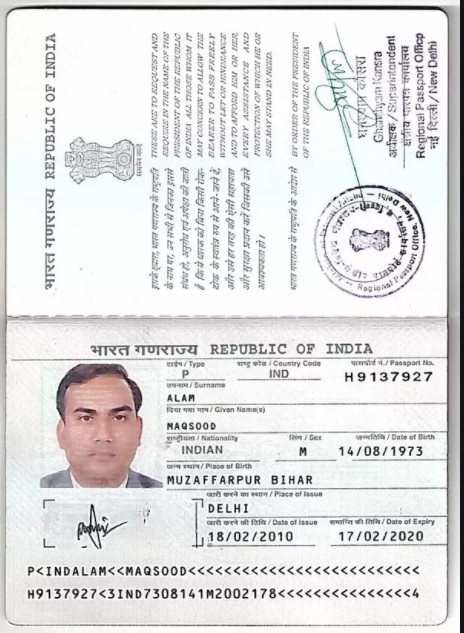 भारत गणराज्य REPUBLIC OF INDIA
THESE ARE TO REQUEST AND
REQUIRE IN THE NAME OF THE
PRESIDENT OF THE REPUBLIC
OF INDIA ALL THOSE WHOM IT
MAY CONCERN TO ALLOW THE
BEARER TO PASS FREELY
WITHOUT LET OR HINDRANCE
AND TO AFFORD HIM OR HER,
EVERY ASSISTANCE AND
PROTECTION OF WHICH HE OR
SHE MAY STAND IN NEED.
BY ORDER OF THE PRESIDENT
OF THE REPUBLIC OF INDIA
भारत गणराज्य के राष्ट्रपति के आदेश से
Ghanshyam Kansra
अधीक्षक / Superintendent
क्षेत्रीय पासपोर्ट कार्यालय
Regional Passport Office
नई दिल्ली / New Delhi
Regional Passport Office, New Delhi
भारत गणराज्य REPUBLIC OF INDIA
टाईप / Type
राष्ट्र कोड / Country Code
पासपोर्ट नं. / Passport No.
P
IND
H9137927
उपनाम / Surname
ALAM
दिया गया नाम / Given Name(s)
MAQSOOD
राष्ट्रीयता / Nationality
लिंग / Sex
जन्मतिथि / Date of Birth
INDIAN
M
14/08/1973
जन्म स्थान / Place of Birth
MUZAFFARPUR BIHAR
जारी करने का स्थान / Place of Issue
DELHI
जारी करने की तिथि / Date of Issue
समाप्ति की तिथि / Date of Expiry
18/02/2010
17/02/2020
P<INDALAM<<MAQSOOD<<<<<<<<<<<<<<<<<<<<<<<<<<
H9137927<3IND7308141M2002178<<<<<<<<<<<<<<4